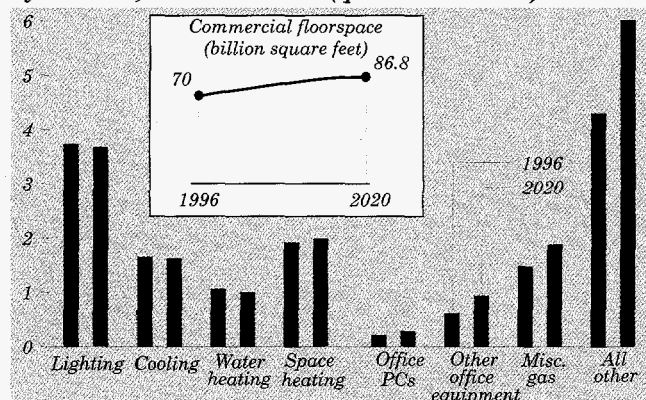 6
Commercial floorspace
(billion square feet)
70
86.8
1996
2020
5
4
3
2
1
0
1996
2020
Lighting
Cooling
Water
heating
Space
heating
Office
PCs
Other
office
equipment
Misc.
gas
All
other